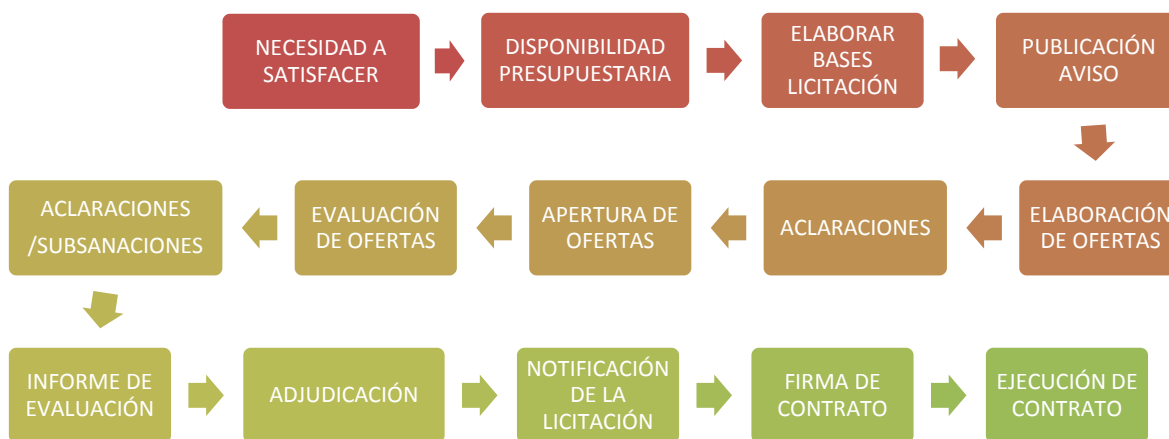 NECESIDAD A
SATISFACER
DISPONIBILIDAD
PRESUPUESTARIA
ELABORAR
BASES
LICITACIÓN
PUBLICACIÓN
AVISO
ELABORACIÓN
DE OFERTAS
ACLARACIONES
APERTURA DE
OFERTAS
EVALUACIÓN
DE OFERTAS
ACLARACIONES
/SUBSANACIONES
INFORME DE
EVALUACIÓN
ADJUDICACIÓN
NOTIFICACIÓN
DE LA
LICITACIÓN
FIRMA DE
CONTRATO
EJECUCIÓN DE
CONTRATO